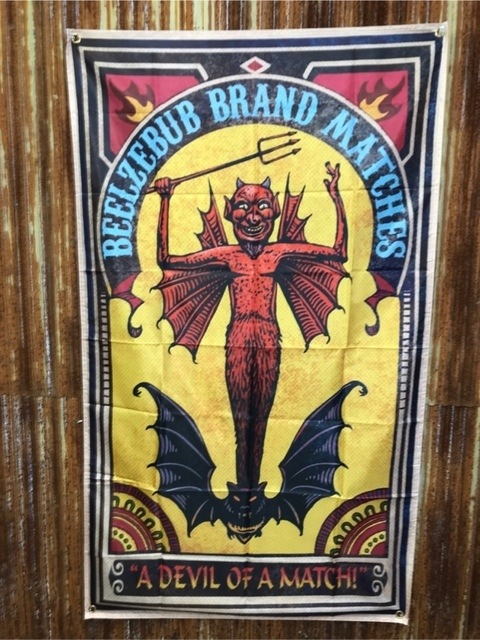 BEELZEBUB BRAND MATCHES
"A DEVIL OF A MATCH!"